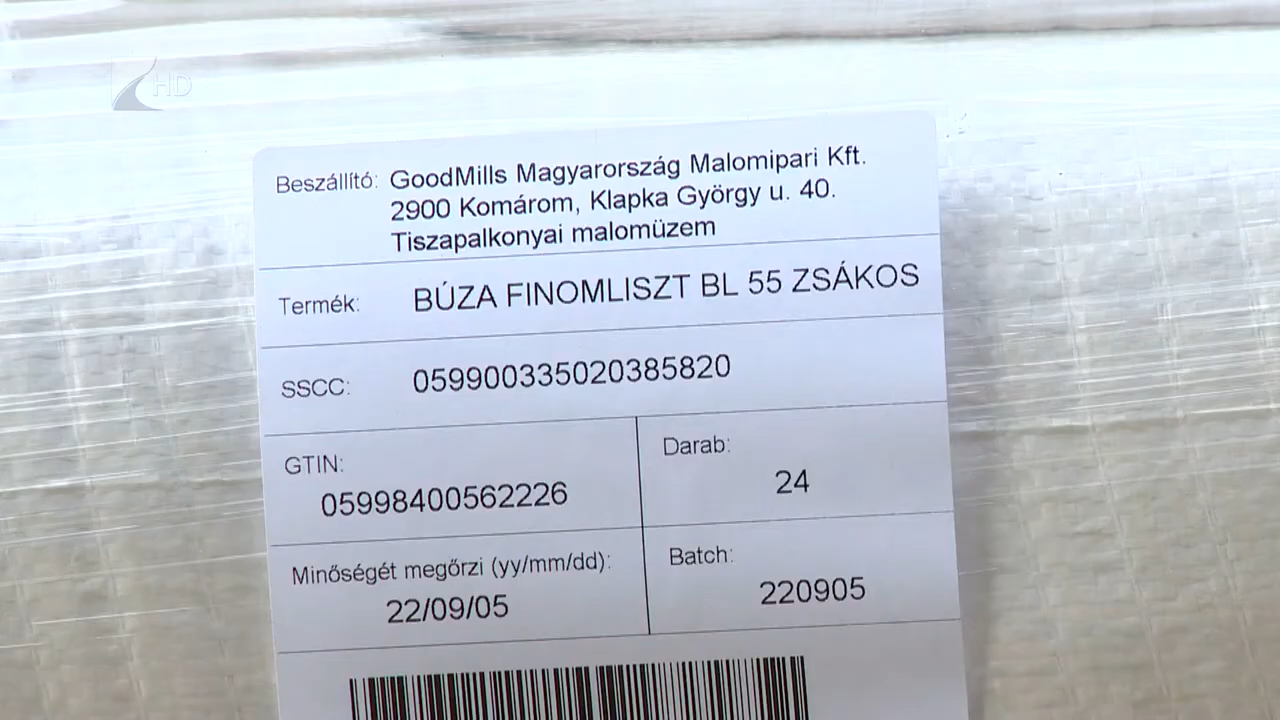 HD
Beszállító: GoodMills Magyarország Malomipari Kft.
2900 Komárom, Klapka György u. 40.
Tiszapalkonyai malomüzem
Termék: BÚZA FINOMLISZT BL 55 ZSÁKOS
SSCC: 059900335020385820
GTIN:
05998400562226
Darab:
24
Minőségét megőrzi (yy/mm/dd):
22/09/05
Batch:
220905